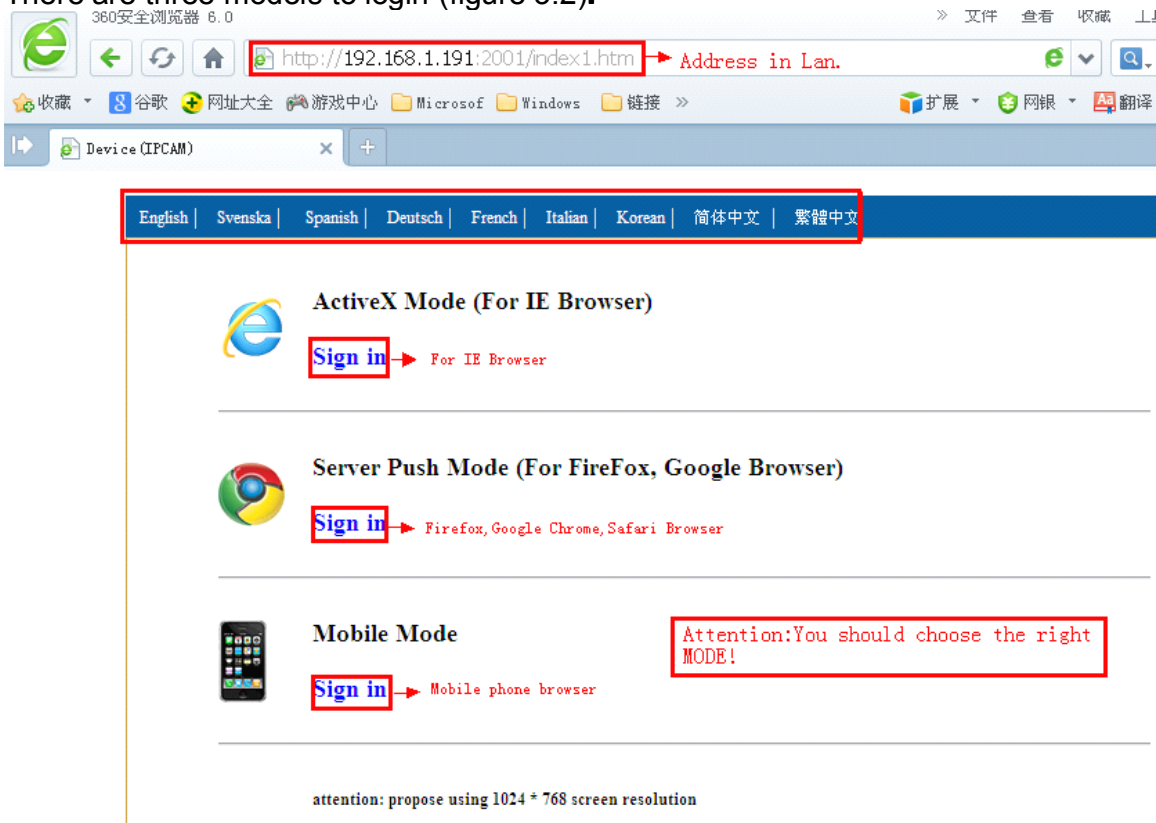 There are three models to login (figure 3.2).
360安全浏览器 6.0 » 文件 查看 收藏
http://192.168.1.191:2001/index1.htm Address in Lan.
收藏 谷歌 网址大全 游戏中心 Microsof Windows 链接 » 扩展 网银 翻译
Device(IPCAM)
English | Svenska | Spanish | Deutsch | French | Italian | Korean | 简体中文 | 繁體中文
ActiveX Mode (For IE Browser)
Sign in For IE Browser
Server Push Mode (For FireFox, Google Browser)
Sign in Firefox,Google Chrome,Safari Browser
Mobile Mode
Attention:You should choose the right
MODE!
Sign in Mobile phone browser
attention: propose using 1024 * 768 screen resolution